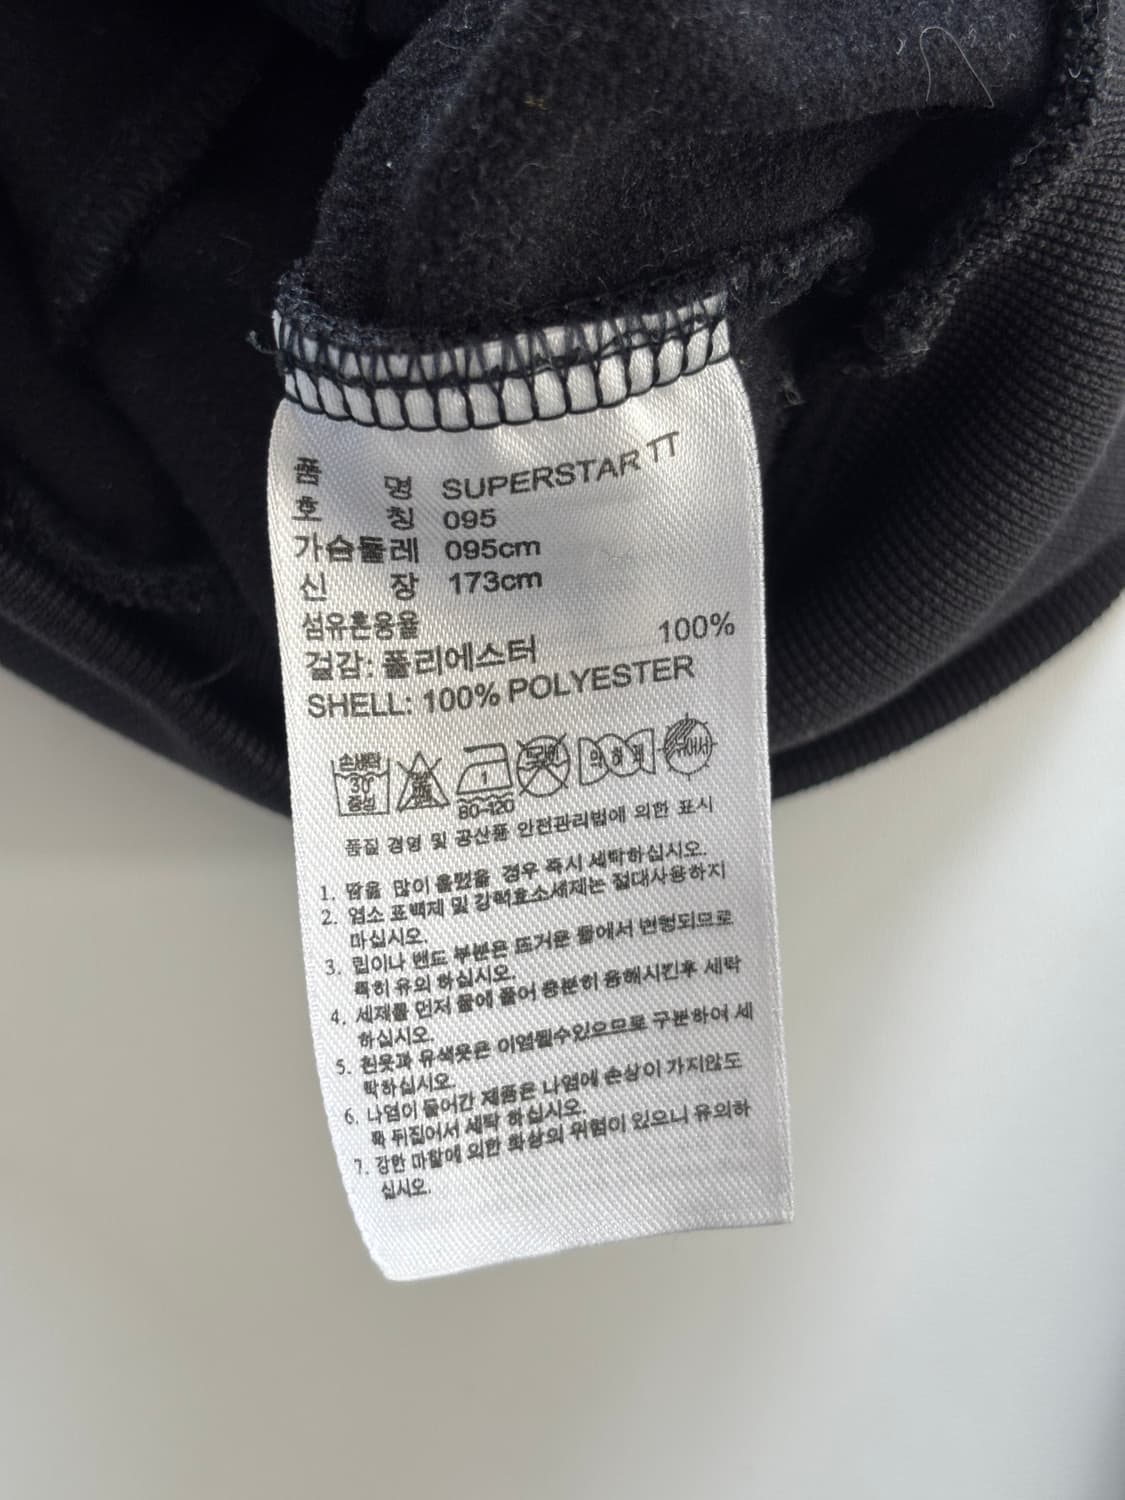 품 명 SUPERSTAR TT
호 칭 095
가슴둘레 095cm
신 장 173cm
섬유혼용율
겉감: 폴리에스터 100%
SHELL: 100% POLYESTER
손세탁
30°
중성
1
80-120
품질 경영 및 공산품 안전관리법에 의한 표시
1. 땀을 많이 흘렸을 경우 즉시 세탁하십시오.
2. 염소 표백제 및 강력효소세제는 절대사용하지
마십시오.
3. 립이나 밴드 부분은 뜨거운 물에서 변형되므로
특히 유의 하십시오.
4. 세제를 먼저 물에 풀어 충분히 용해시킨후 세탁
하십시오.
5. 흰옷과 유색옷은 이염될수있으므로 구분하여 세
탁하십시오.
6. 나염이 들어간 제품은 나염에 손상이 가지않도
록 뒤집어서 세탁 하십시오.
7. 강한 마찰에 의한 화상의 위험이 있으니 유의하
십시오.